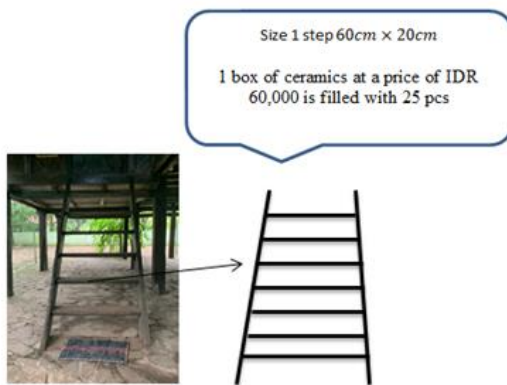 Size 1 step 60cm × 20cm
1 box of ceramics at a price of IDR
60,000 is filled with 25 pcs